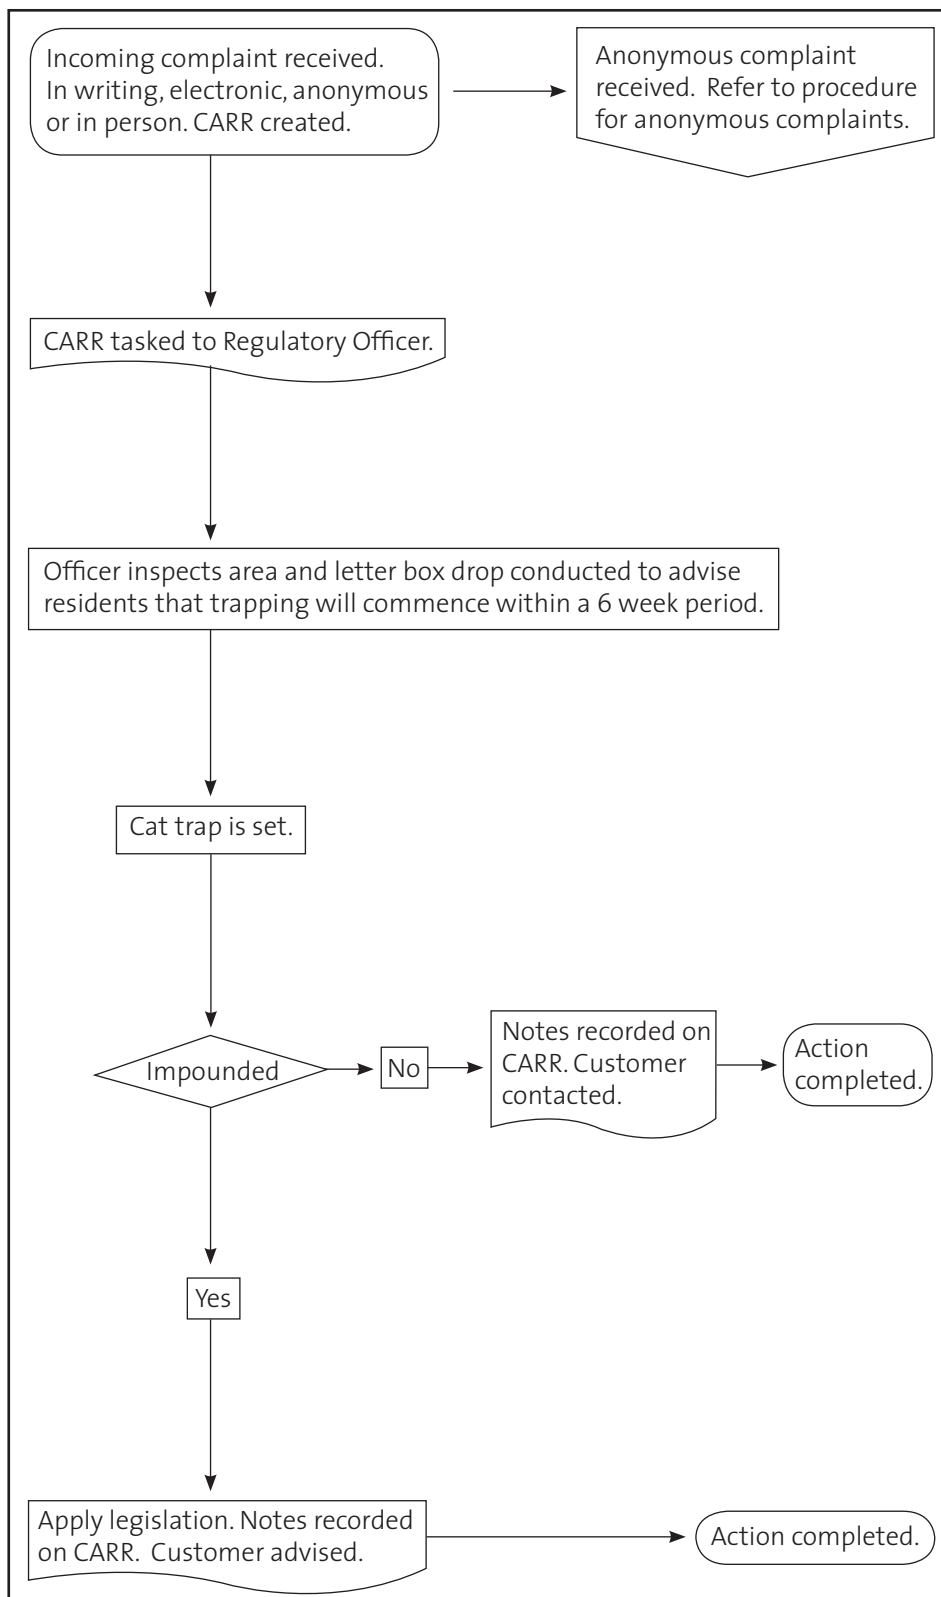 Incoming complaint received.
In writing, electronic, anonymous
or in person. CARR created.
Anonymous complaint
received. Refer to procedure
for anonymous complaints.
CARR tasked to Regulatory Officer.
Officer inspects area and letter box drop conducted to advise
residents that trapping will commence within a 6 week period.
Cat trap is set.
Impounded
No
Notes recorded on
CARR. Customer
contacted.
Action
completed.
Yes
Apply legislation. Notes recorded
on CARR. Customer advised.
Action completed.